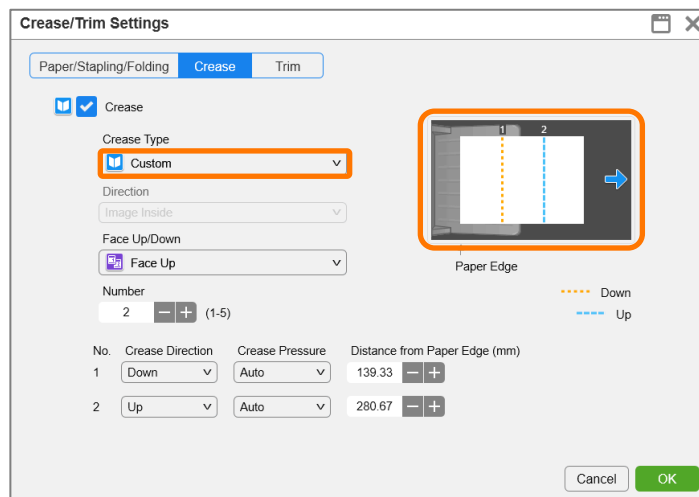 Crease/Trim Settings
Paper/Stapling/Folding Crease Trim
Crease
Crease Type
Custom
Direction
Image Inside
Face Up/Down
Face Up
Number
2 (1-5)
1 2
Paper Edge
Down
Up
No. Crease Direction Crease Pressure Distance from Paper Edge (mm)
1 Down Auto 139.33
2 Up Auto 280.67
Cancel OK